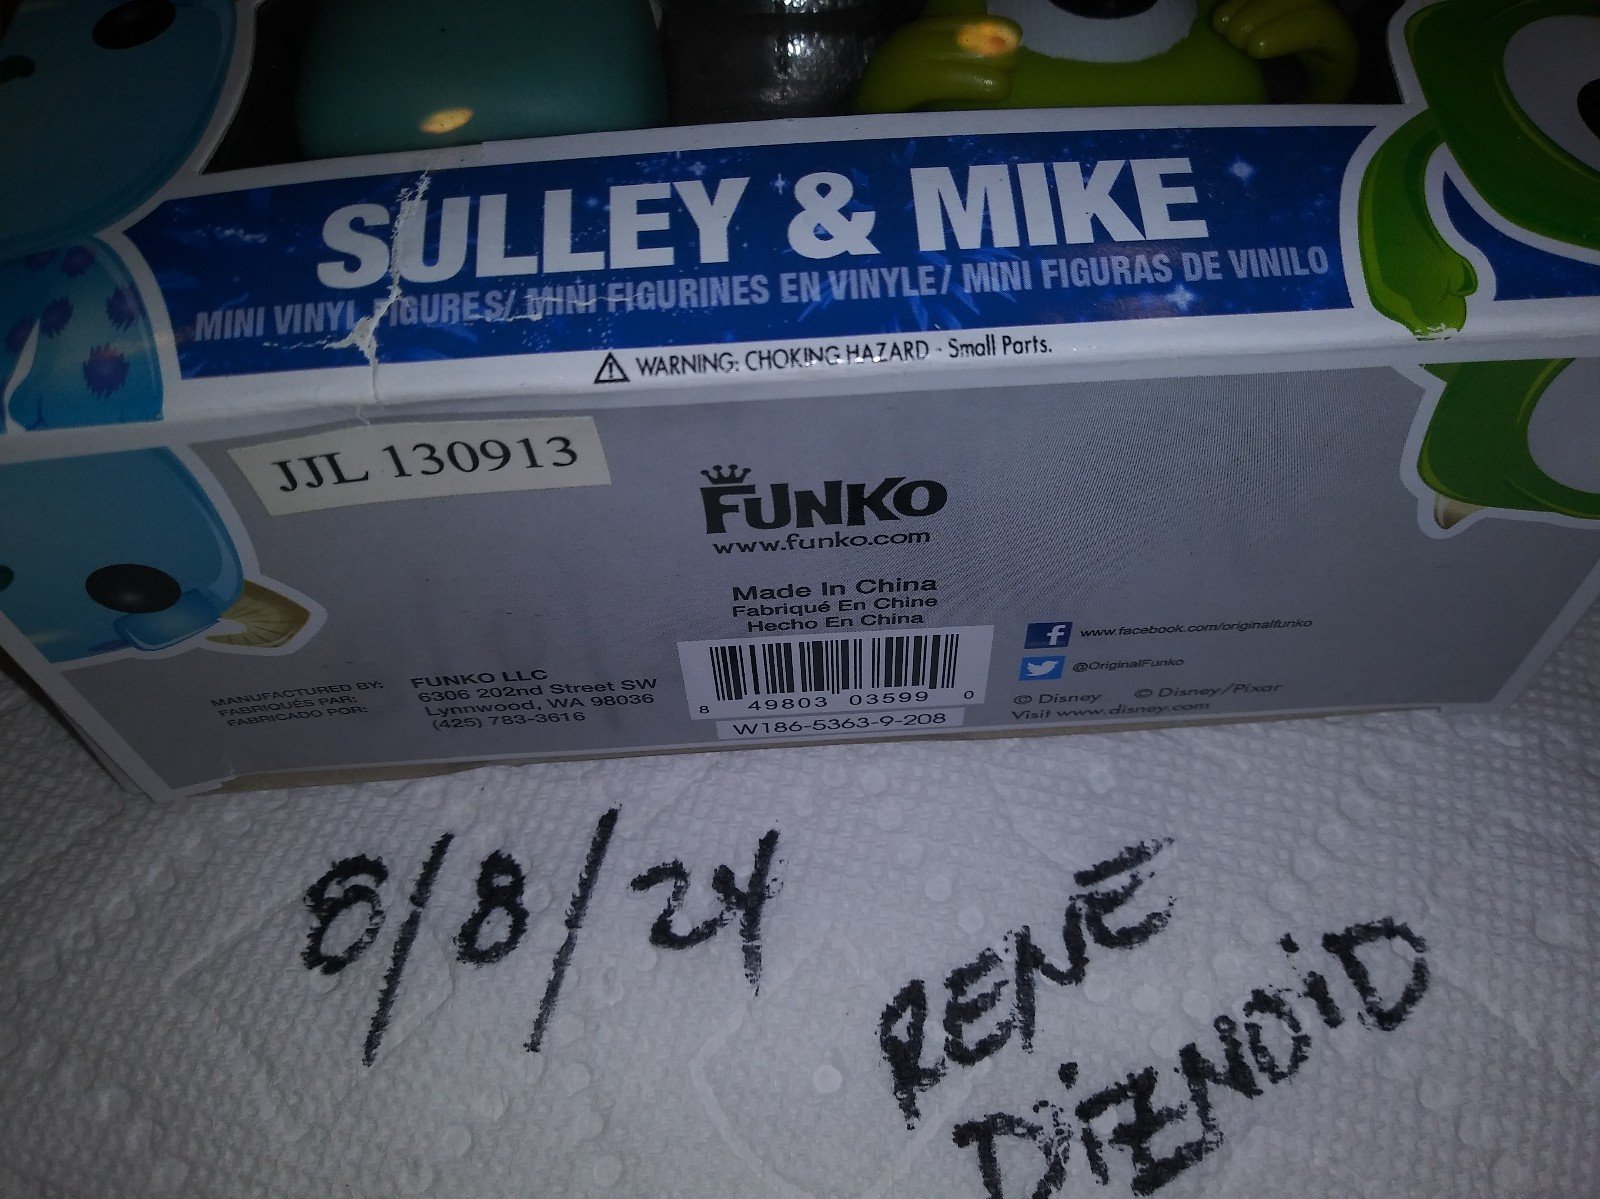 SULLEY & MIKE
MINI VINYL FIGURES/ MINI FIGURINES EN VINYLE/ MINI FIGURAS DE VINILO
WARNING: CHOKING HAZARD - Small Parts.
JJL 130913
FUNKO
www.funko.com
Made In China
Fabriqué En Chine
Hecho En China
MANUFACTURED BY:
FABRIQUÉS PAR:
FABRICADO POR:
FUNKO LLC
6306 202nd Street SW
Lynnwood, WA 98036
(425) 783-3616
8 49803 03599 0
W186-5363-9-208
f www.facebook.com/originalfunko
@OriginalFunko
© Disney © Disney/Pixar
Visit www.disney.com
8/8/24
RENE
DiZNOiD